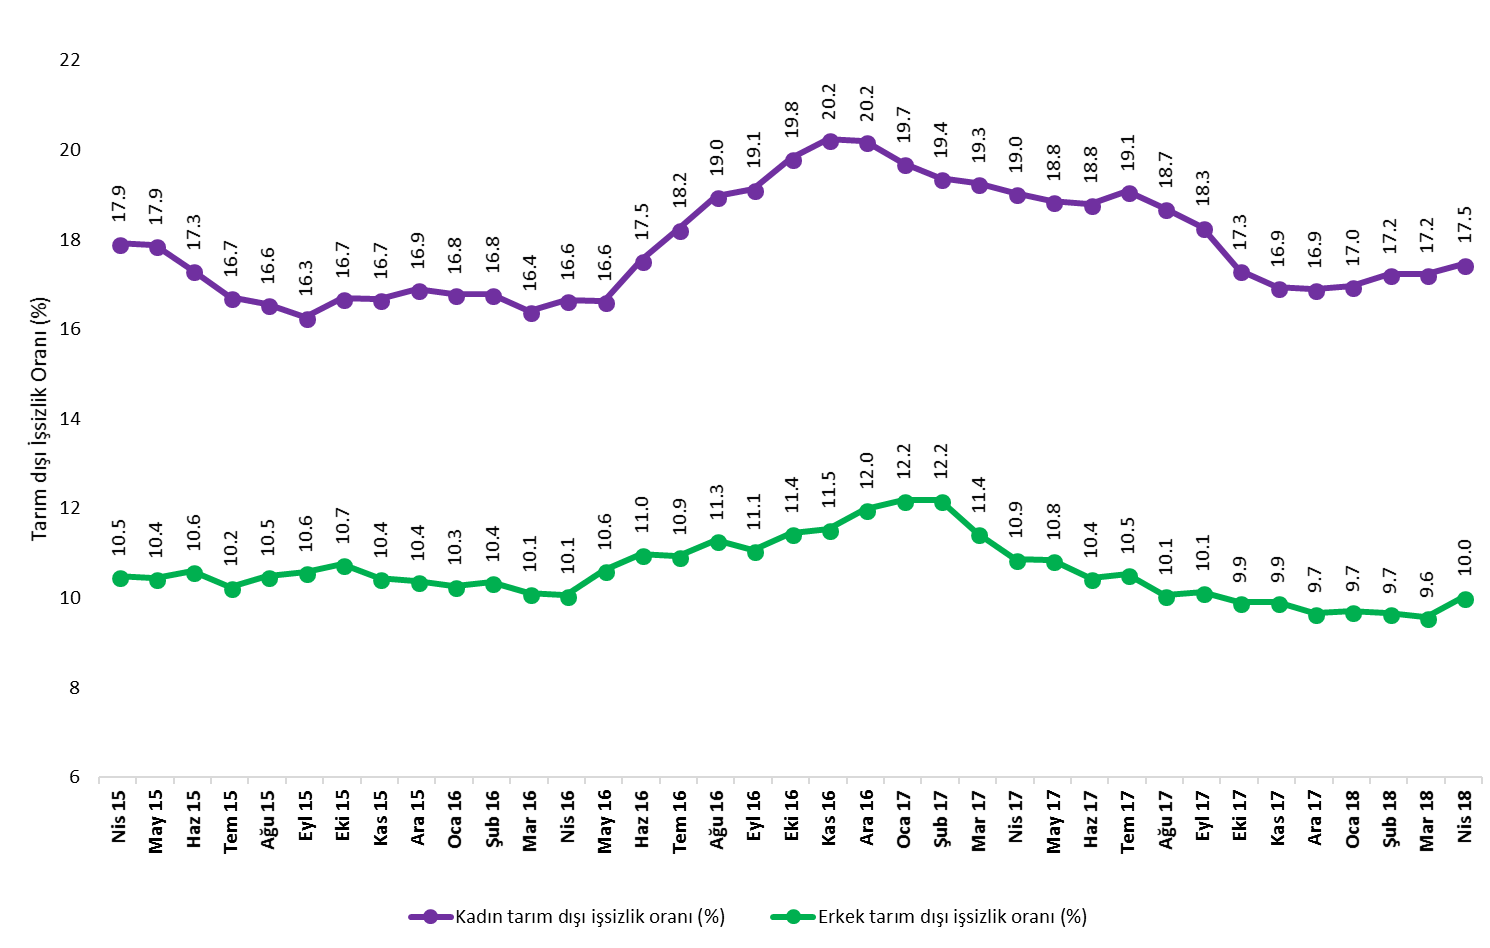 22
20
18
16
14
12
10
8
6
Tarım dışı İşsizlik Oranı (%)
17.9 17.9 17.3 16.7 16.6 16.3 16.7 16.7 16.9 16.8 16.8 16.4 16.6 16.6 17.5 18.2 19.0 19.1 19.8 20.2 20.2 19.7 19.4 19.3 19.0 18.8 18.8 19.1 18.7 18.3 17.3 16.9 16.9 17.0 17.2 17.2 17.5
10.5 10.4 10.6 10.2 10.5 10.6 10.7 10.4 10.4 10.3 10.4 10.1 10.1 10.6 11.0 10.9 11.3 11.1 11.4 11.5 12.0 12.2 12.2 11.4 10.9 10.8 10.4 10.5 10.1 10.1 9.9 9.9 9.7 9.7 9.7 9.6 10.0
Nis 15
May 15
Haz 15
Tem 15
Ağu 15
Eyl 15
Eki 15
Kas 15
Ara 15
Oca 16
Şub 16
Mar 16
Nis 16
May 16
Haz 16
Tem 16
Ağu 16
Eyl 16
Eki 16
Kas 16
Ara 16
Oca 17
Şub 17
Mar 17
Nis 17
May 17
Haz 17
Tem 17
Ağu 17
Eyl 17
Eki 17
Kas 17
Ara 17
Oca 18
Şub 18
Mar 18
Nis 18
Kadın tarım dışı işsizlik oranı (%)
Erkek tarım dışı işsizlik oranı (%)